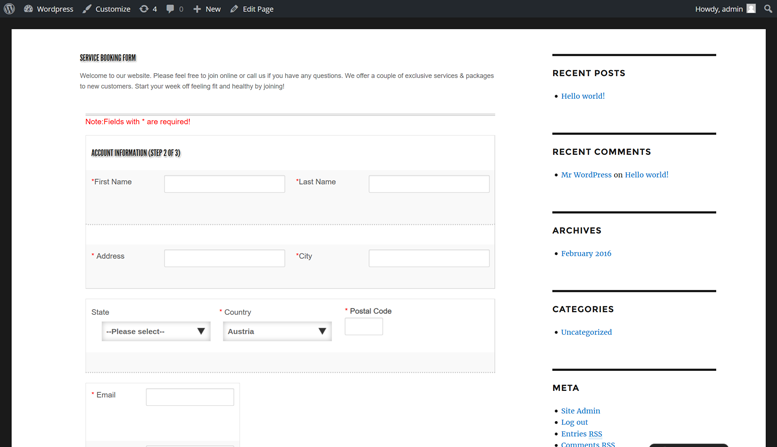 Wordpress Customize 4 0 New Edit Page Howdy, admin
SERVICE BOOKING FORM
Welcome to our website. Please feel free to join online or call us if you have any questions. We offer a couple of exclusive services & packages
to new customers. Start your week off feeling fit and healthy by joining!
Note:Fields with * are required!
ACCOUNT INFORMATION (STEP 2 OF 3)
*First Name *Last Name
* Address *City
State * Country * Postal Code
--Please select-- Austria
* Email
RECENT POSTS
Hello world!
RECENT COMMENTS
Mr WordPress on Hello world!
ARCHIVES
February 2016
CATEGORIES
Uncategorized
META
Site Admin
Log out
Entries RSS
Comments RSS